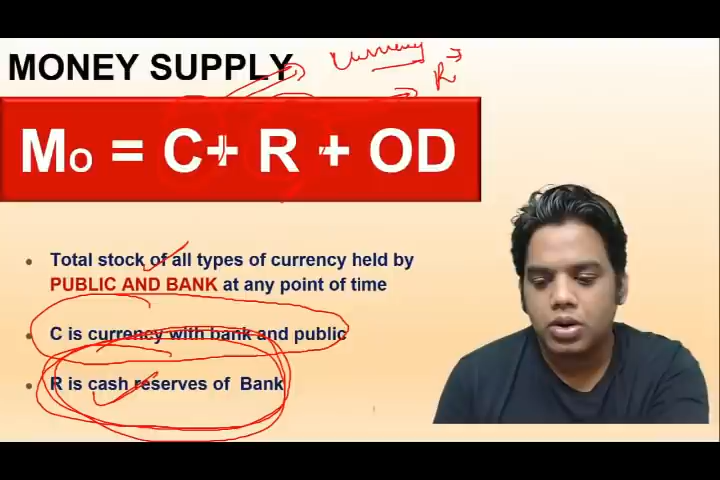 MONEY SUPPLY
currency
R
Mo = C+ R + OD
Total stock of all types of currency held by
PUBLIC AND BANK at any point of time
C is currency with bank and public
R is cash reserves of Bank